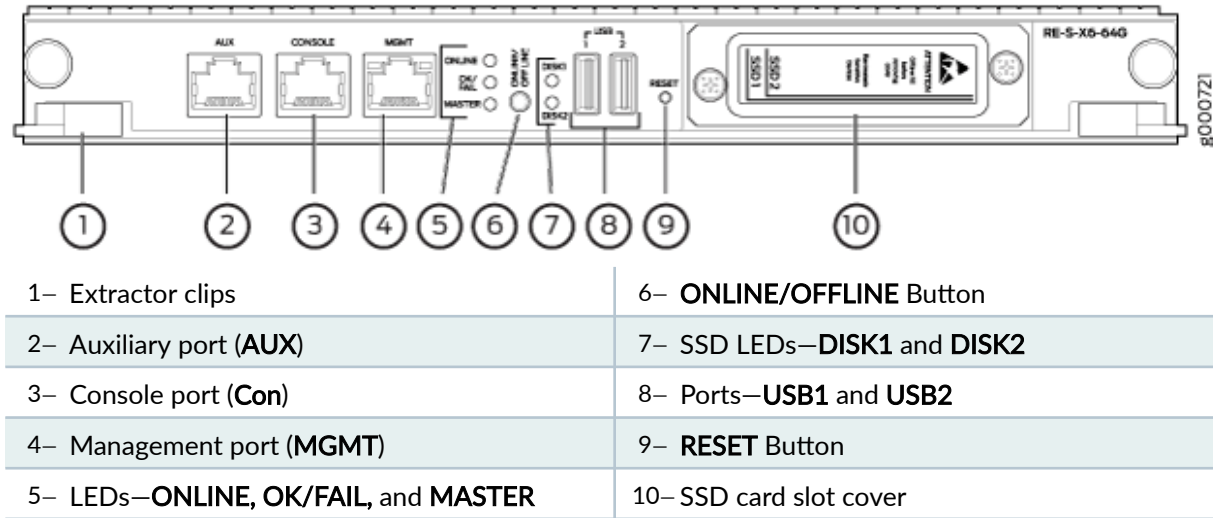 AUX
CONSOLE
MGMT
ONLINE
OK/
FAIL
MASTER
ONLINE/
OFF LINE
DISK1
DISK2
USB
1 2
RESET
SSD 1
SSD 2
ATTENTION
RE-S-X6-64G
g000721
1 2 3 4 5 6 7 8 9 10
1– Extractor clips
6– ONLINE/OFFLINE Button
2– Auxiliary port (AUX)
7– SSD LEDs—DISK1 and DISK2
3– Console port (Con)
8– Ports—USB1 and USB2
4– Management port (MGMT)
9– RESET Button
5– LEDs—ONLINE, OK/FAIL, and MASTER
10– SSD card slot cover